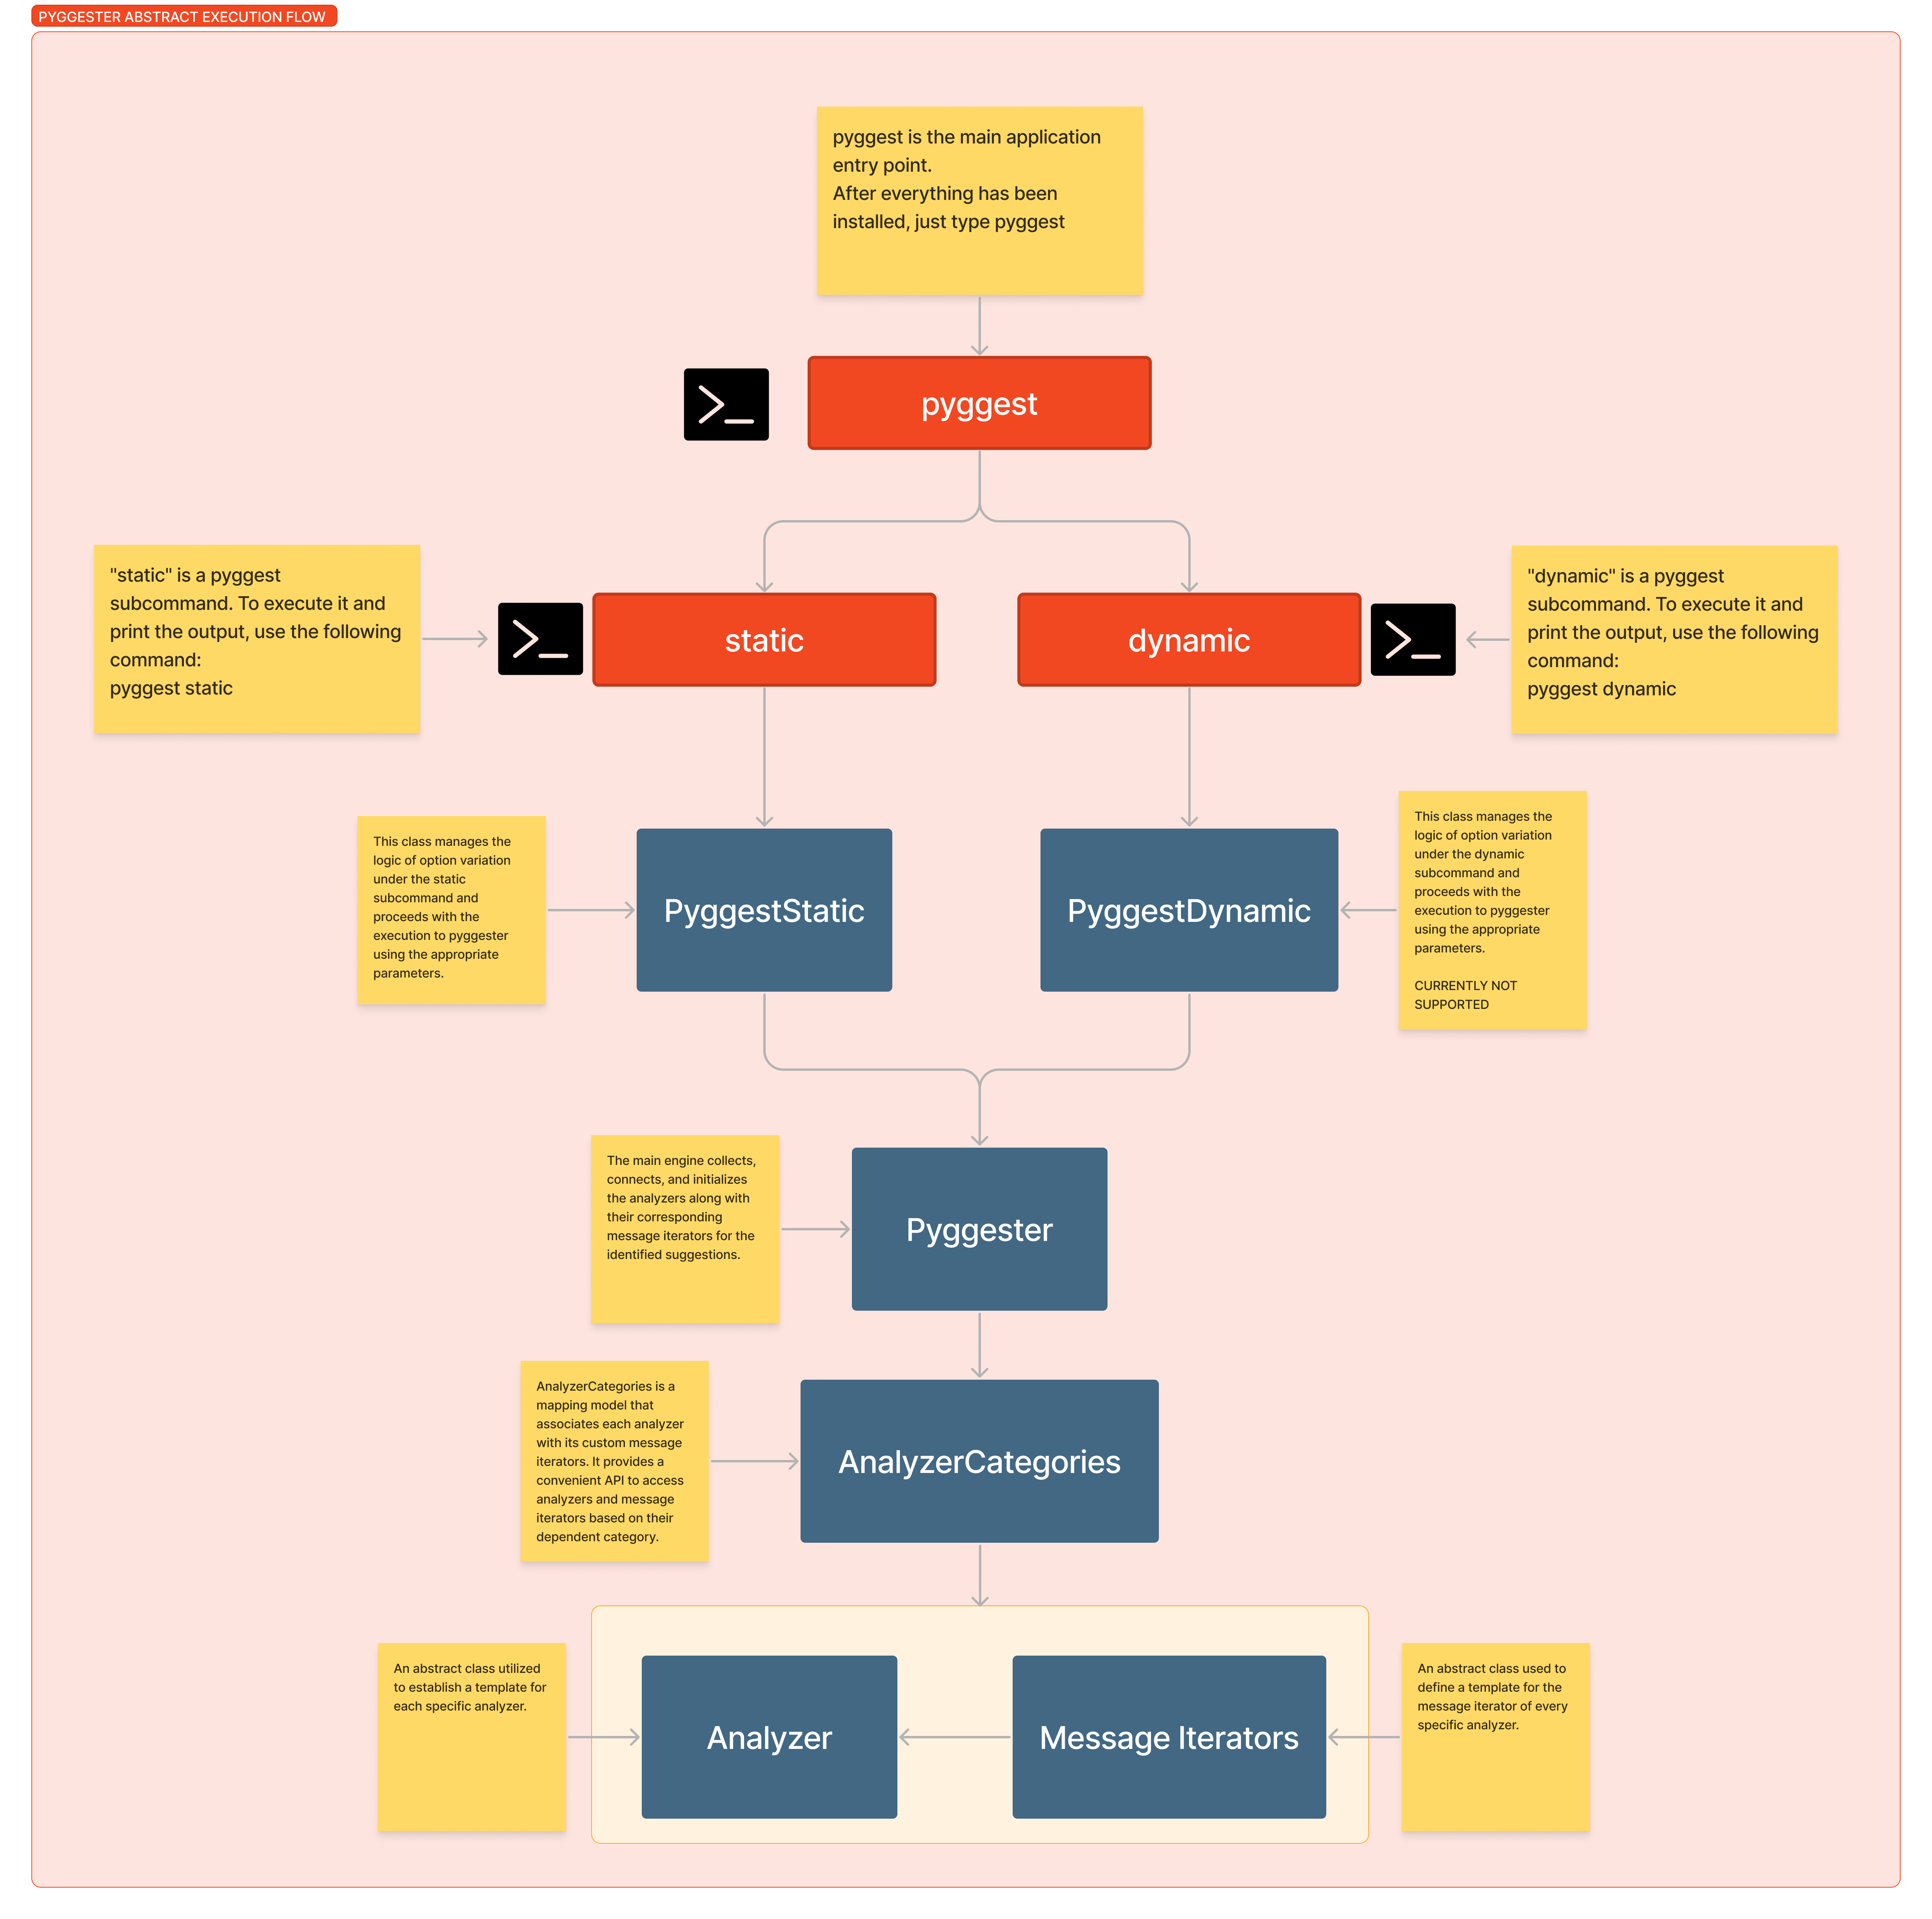 PYGGESTER ABSTRACT EXECUTION FLOW
pyggest is the main application
entry point.
After everything has been
installed, just type pyggest
>_
pyggest
"static" is a pyggest
subcommand. To execute it and
print the output, use the following
command:
pyggest static
>_
static
dynamic
>_
"dynamic" is a pyggest
subcommand. To execute it and
print the output, use the following
command:
pyggest dynamic
This class manages the
logic of option variation
under the static
subcommand and
proceeds with the
execution to pyggester
using the appropriate
parameters.
PyggestStatic
PyggestDynamic
This class manages the
logic of option variation
under the dynamic
subcommand and
proceeds with the
execution to pyggester
using the appropriate
parameters.
CURRENTLY NOT
SUPPORTED
The main engine collects,
connects, and initializes
the analyzers along with
their corresponding
message iterators for the
identified suggestions.
Pyggester
AnalyzerCategories is a
mapping model that
associates each analyzer
with its custom message
iterators. It provides a
convenient API to access
analyzers and message
iterators based on their
dependent category.
AnalyzerCategories
An abstract class utilized
to establish a template for
each specific analyzer.
Analyzer
Message Iterators
An abstract class used to
define a template for the
message iterator of every
specific analyzer.